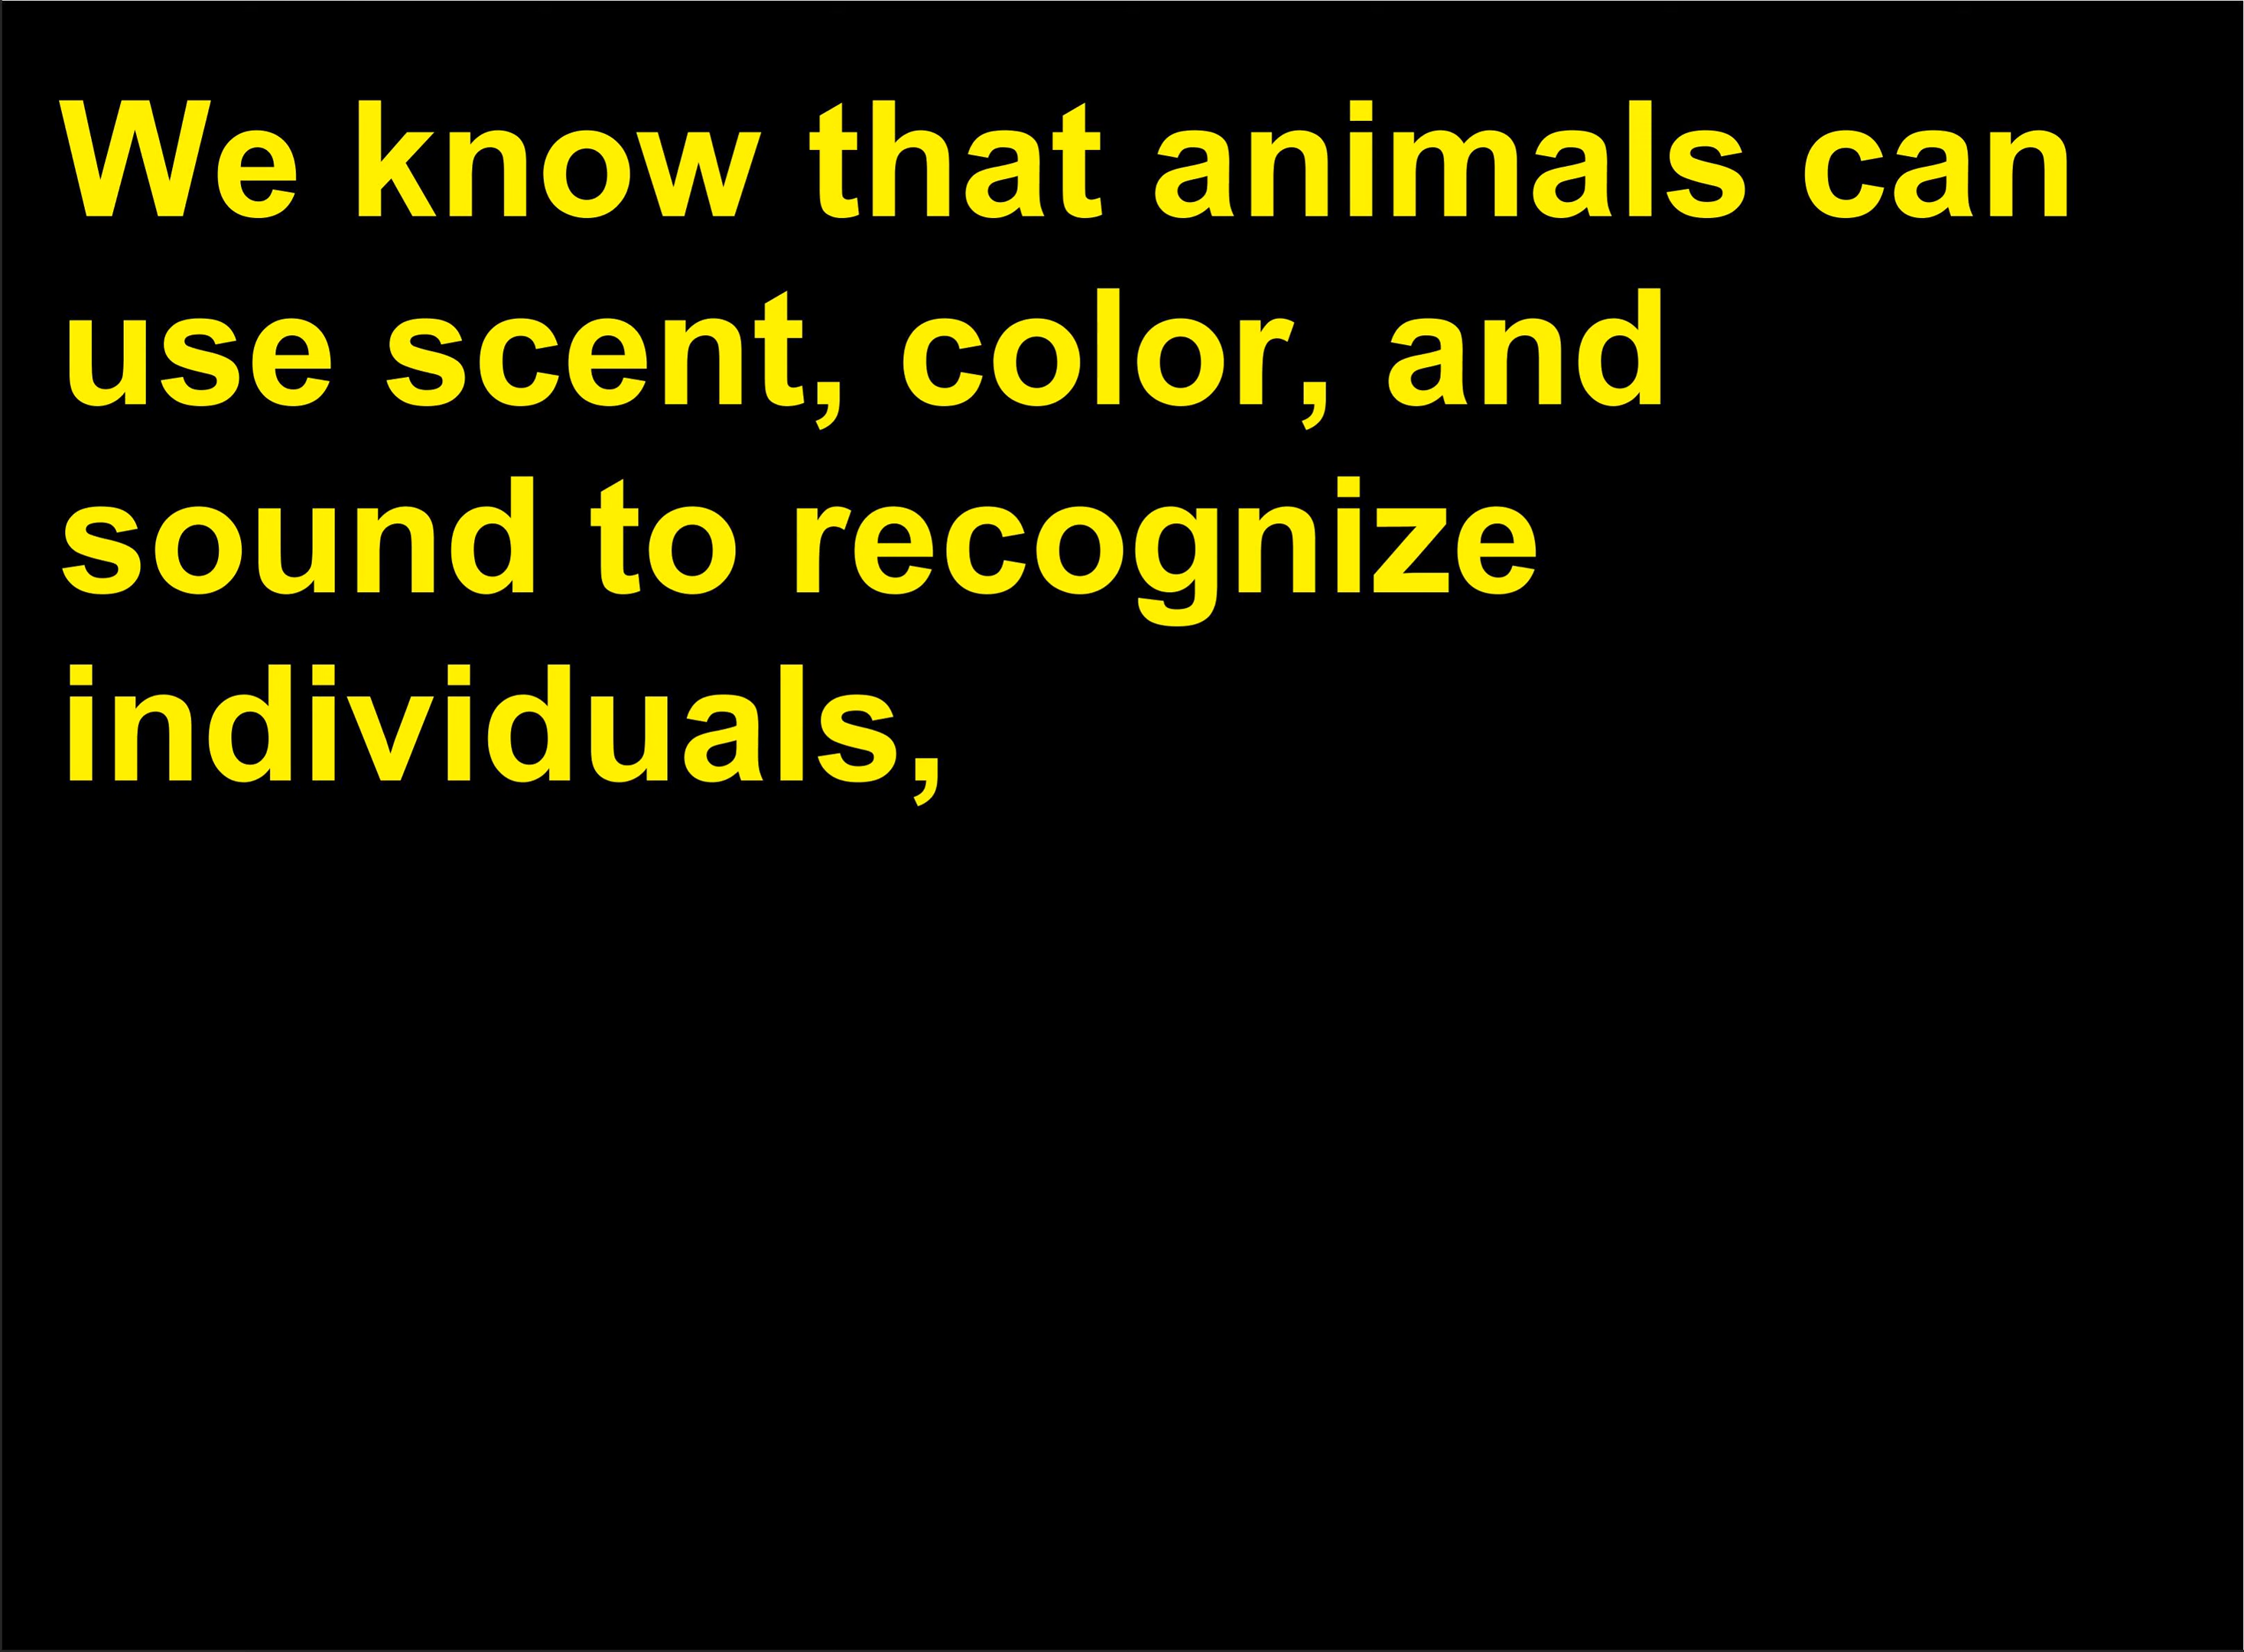 We know that animals can
use scent, color, and
sound to recognize
individuals,